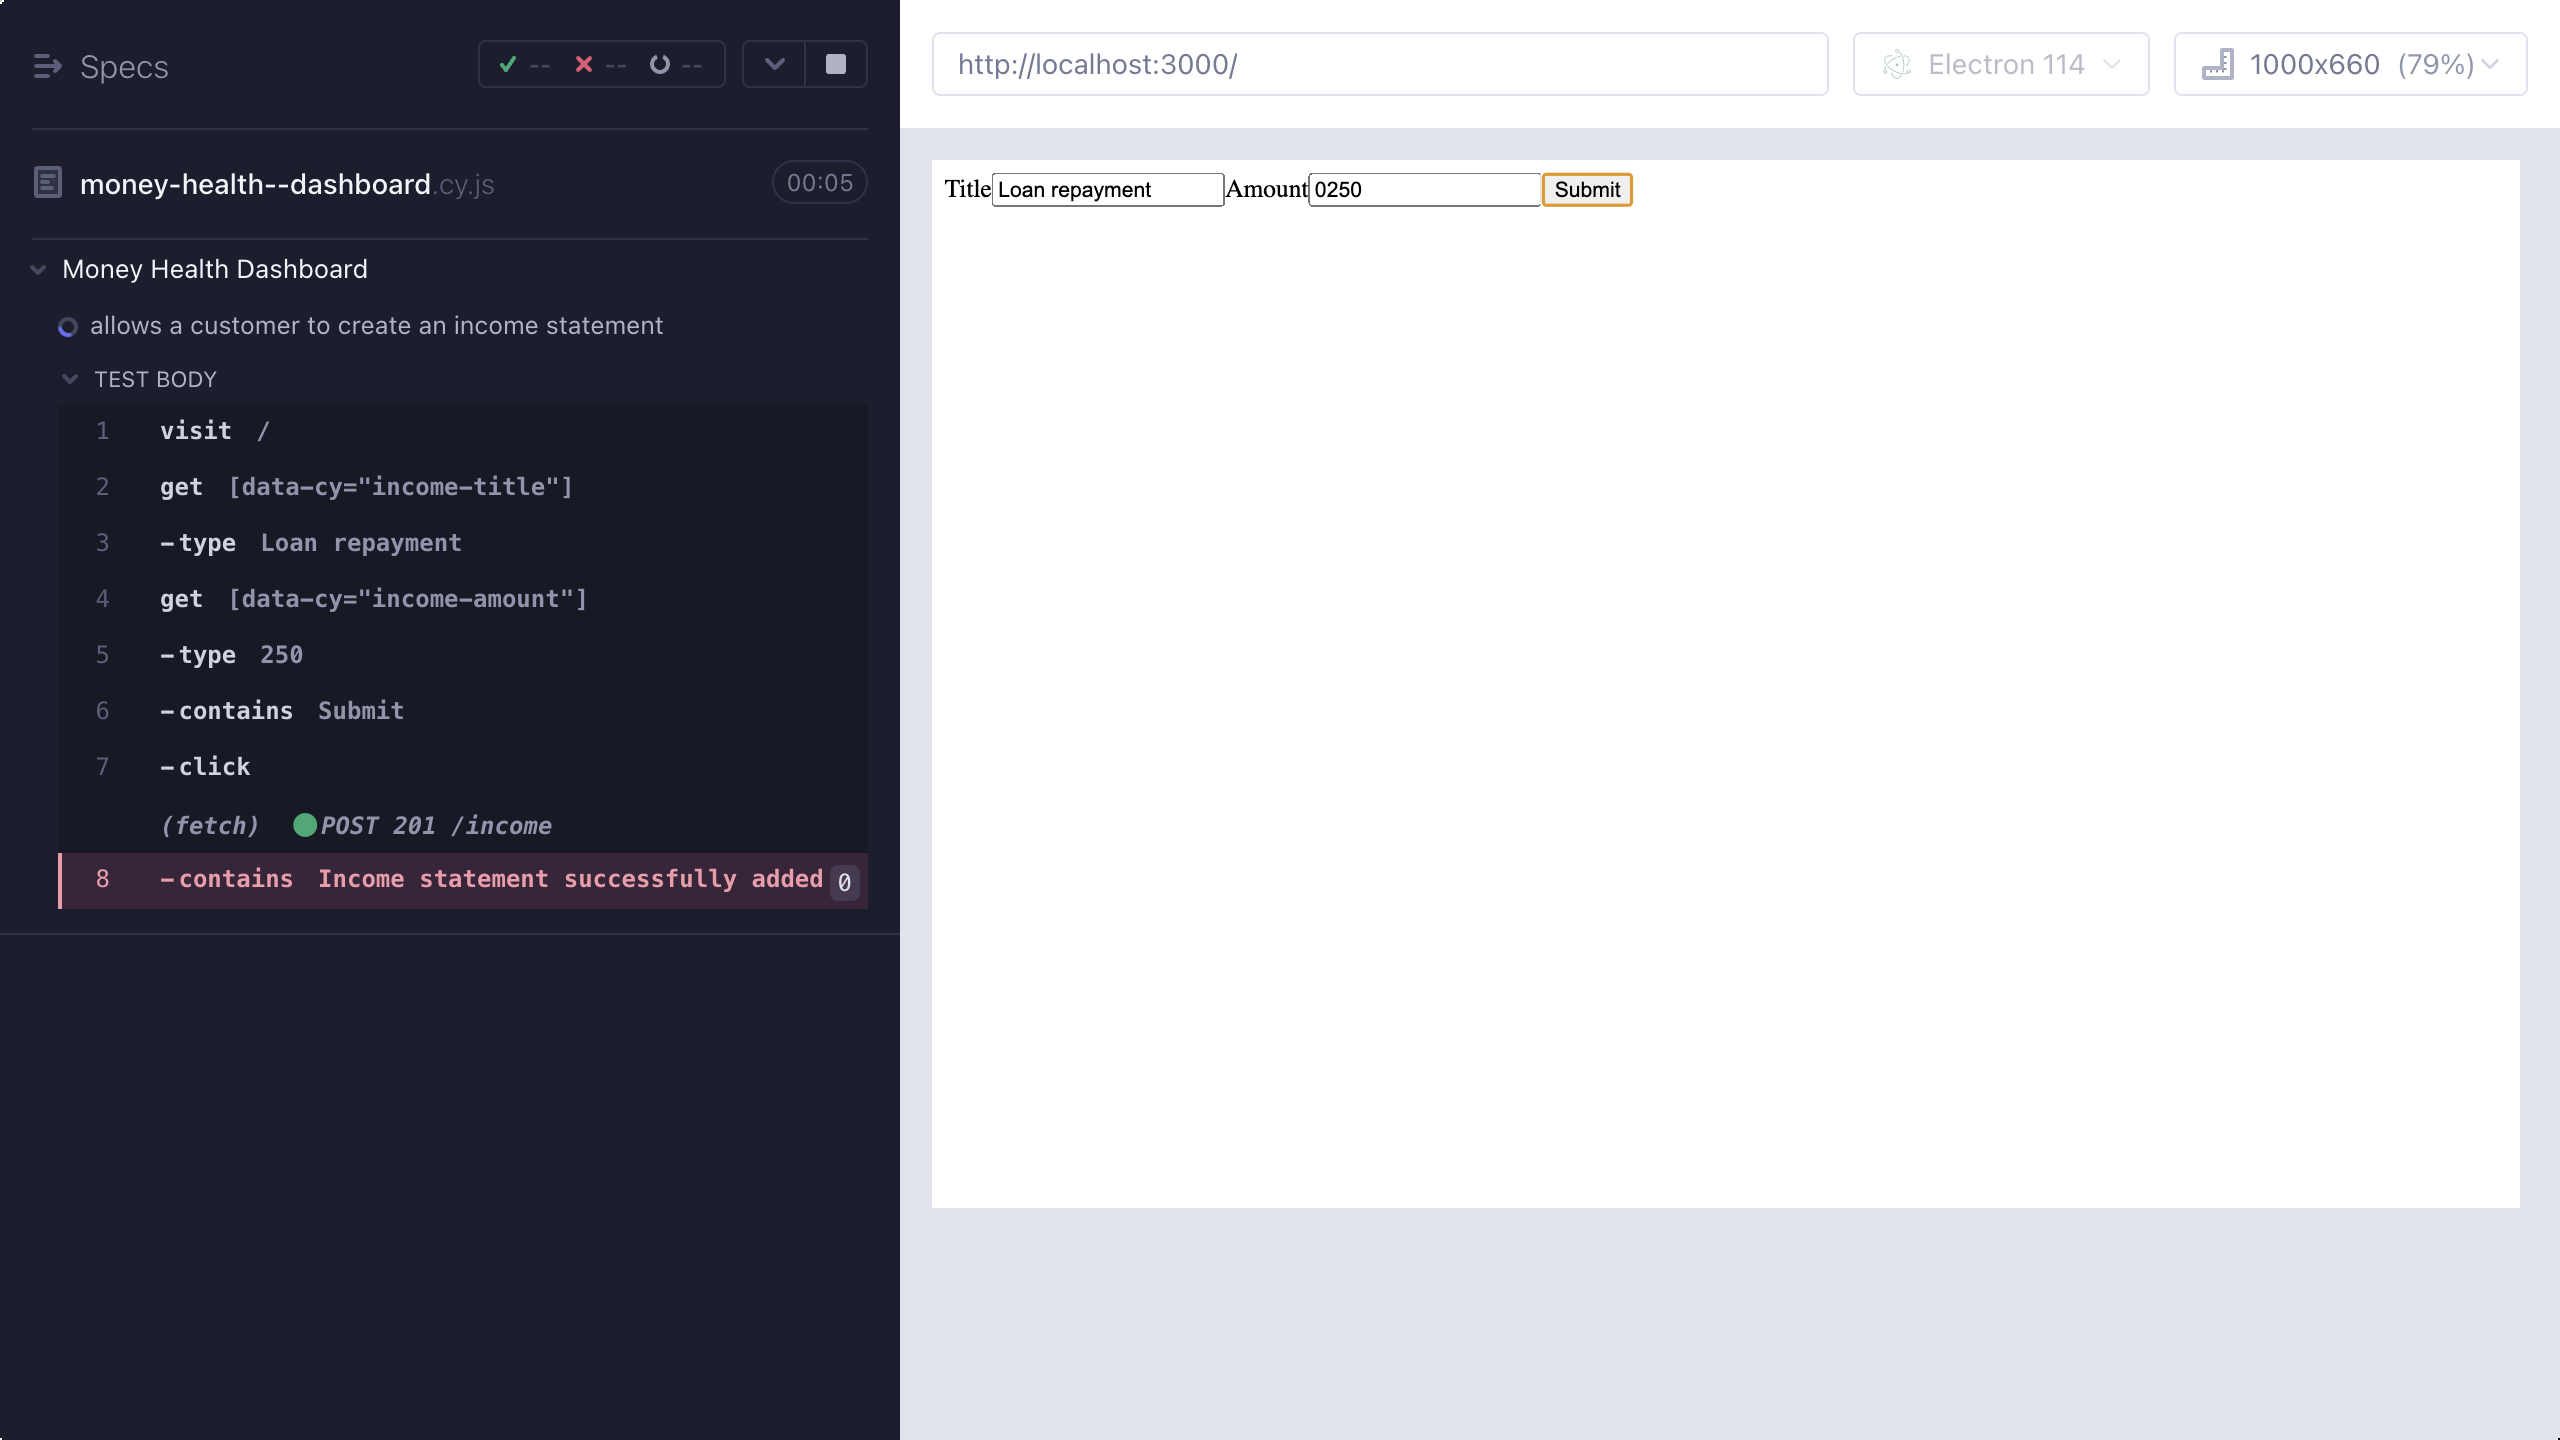 Specs
-- -- --
money-health--dashboard.cy.js
00:05
Money Health Dashboard
allows a customer to create an income statement
TEST BODY
1 visit /
2 get [data-cy="income-title"]
3 -type Loan repayment
4 get [data-cy="income-amount"]
5 -type 250
6 -contains Submit
7 -click
(fetch) POST 201 /income
8 -contains Income statement successfully added 0
http://localhost:3000/
Electron 114
1000x660 (79%)
Title Loan repayment Amount 0250 Submit